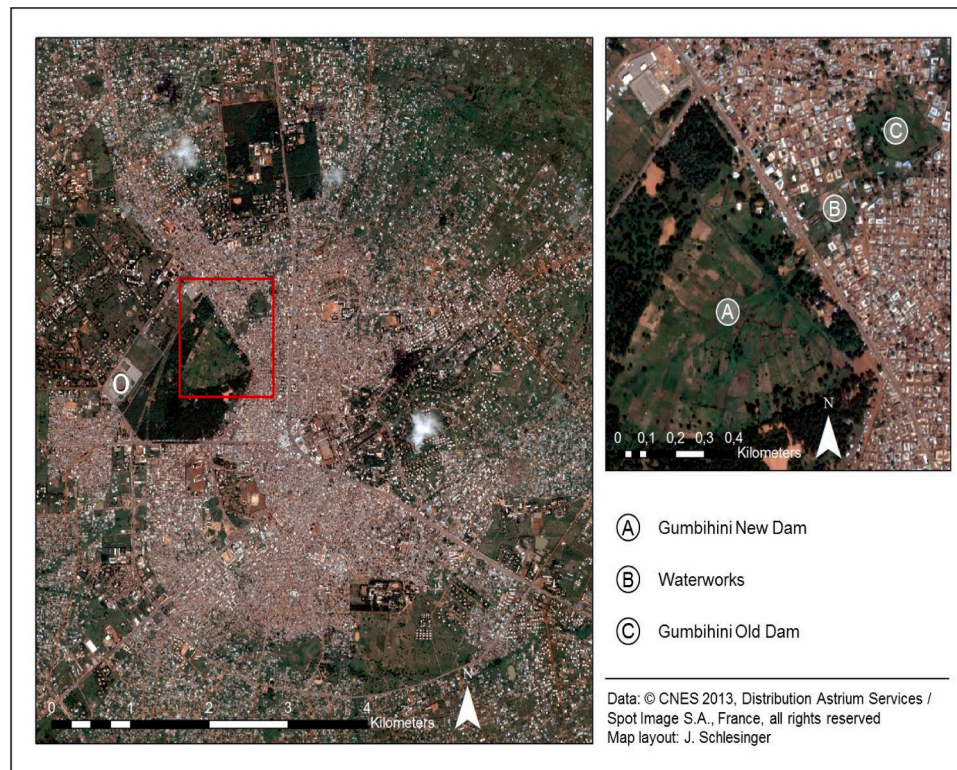 N
0 1 2 3 4
Kilometers
A
B
C
N
0 0,1 0,2 0,3 0,4
Kilometers
A Gumbihini New Dam
B Waterworks
C Gumbihini Old Dam
Data: © CNES 2013, Distribution Astrium Services /
Spot Image S.A., France, all rights reserved
Map layout: J. Schlesinger